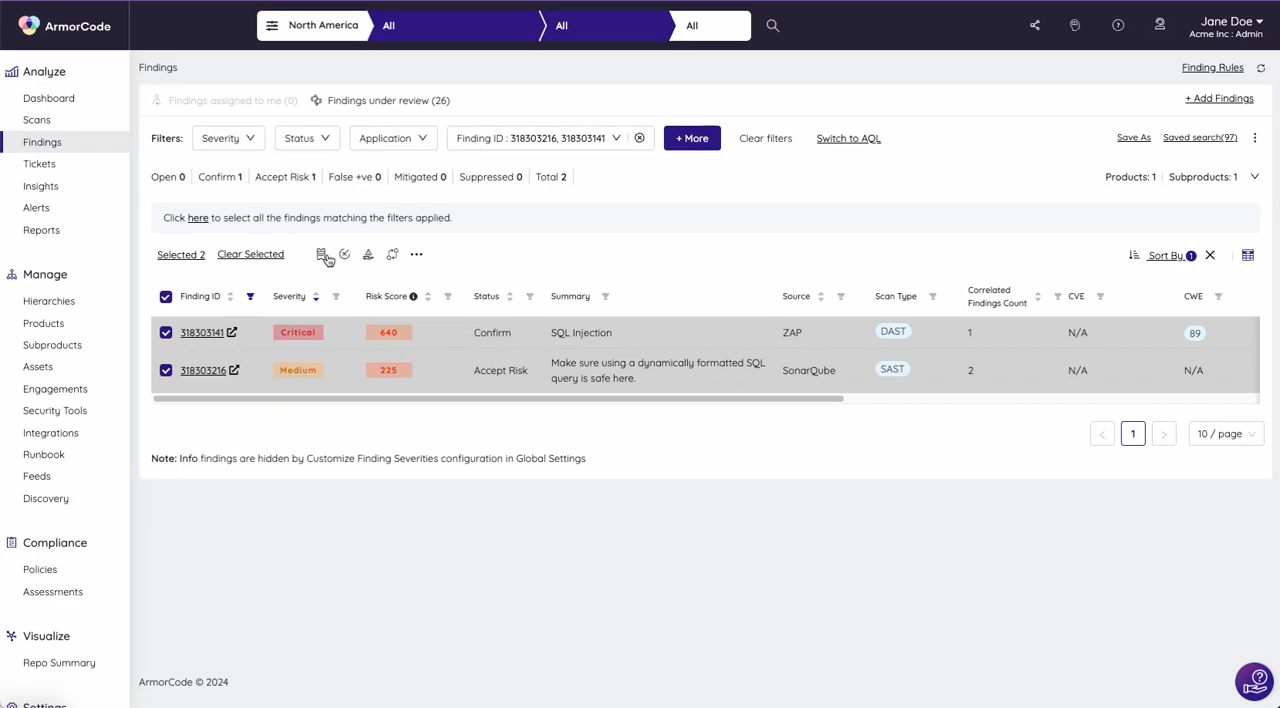 ArmorCode
North America
All
All
All
Jane Doe
Acme Inc : Admin
Analyze
Dashboard
Scans
Findings
Tickets
Insights
Alerts
Reports
Manage
Hierarchies
Products
Subproducts
Assets
Engagements
Security Tools
Integrations
Runbook
Feeds
Discovery
Compliance
Policies
Assessments
Visualize
Repo Summary
Settings
Findings
Finding Rules
Findings assigned to me (0) Findings under review (26)
+ Add Findings
Filters: Severity Status Application Finding ID : 318303216, 318303141 + More Clear filters Switch to AQL Save As Saved search(97)
Open 0 Confirm 1 Accept Risk 1 False +ve 0 Mitigated 0 Suppressed 0 Total 2 Products: 1 Subproducts: 1
Click here to select all the findings matching the filters applied.
Selected 2 Clear Selected Sort By 1
Finding ID Severity Risk Score Status Summary Source Scan Type Correlated Findings Count CVE CWE
318303141 Critical 640 Confirm SQL Injection ZAP DAST 1 N/A 89
318303216 Medium 225 Accept Risk Make sure using a dynamically formatted SQL query is safe here. SonarQube SAST 2 N/A N/A
< 1 > 10 / page
Note: Info findings are hidden by Customize Finding Severities configuration in Global Settings
ArmorCode © 2024